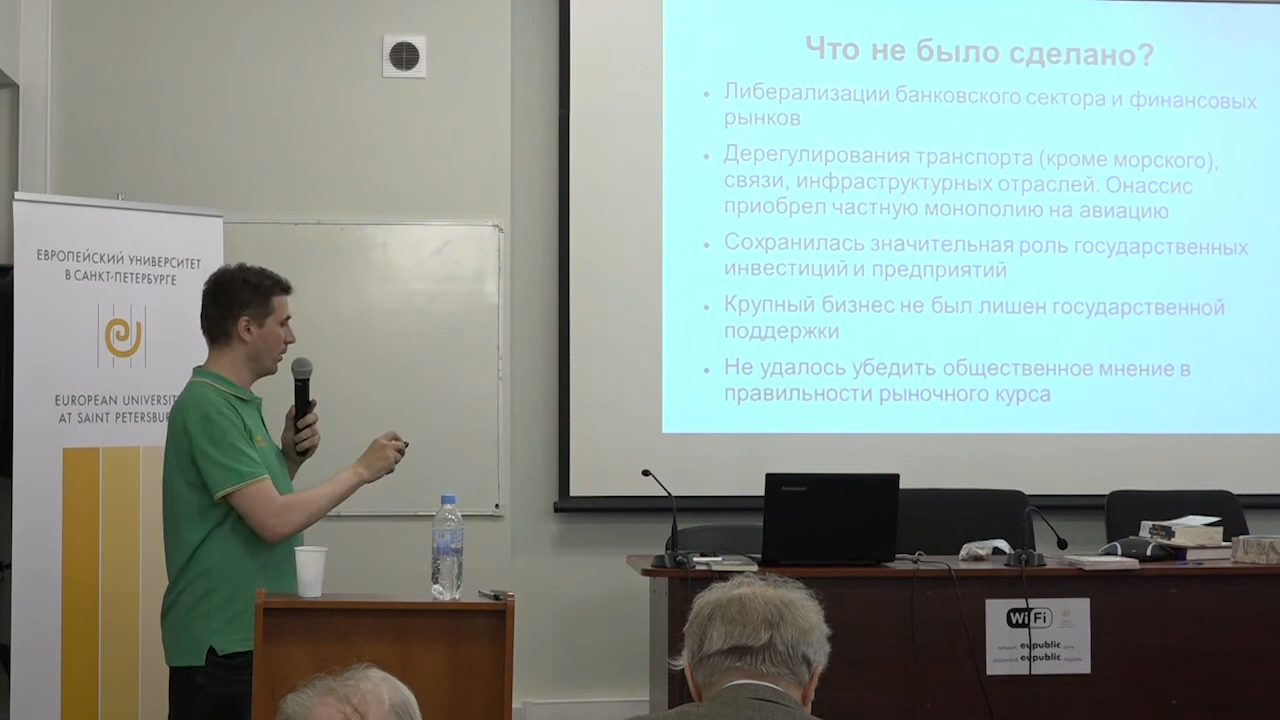 Что не было сделано?
Либерализации банковского сектора и финансовых
рынков
Дерегулирования транспорта (кроме морского),
связи, инфраструктурных отраслей. Онассис
приобрел частную монополию на авиацию
Сохранилась значительная роль государственных
инвестиций и предприятий
Крупный бизнес не был лишен государственной
поддержки
Не удалось убедить общественное мнение в
правильности рыночного курса
ЕВРОПЕЙСКИЙ УНИВЕРСИТЕТ
В САНКТ-ПЕТЕРБУРГЕ
EUROPEAN
AT SAINT
WiFi
eupublic
eupublic